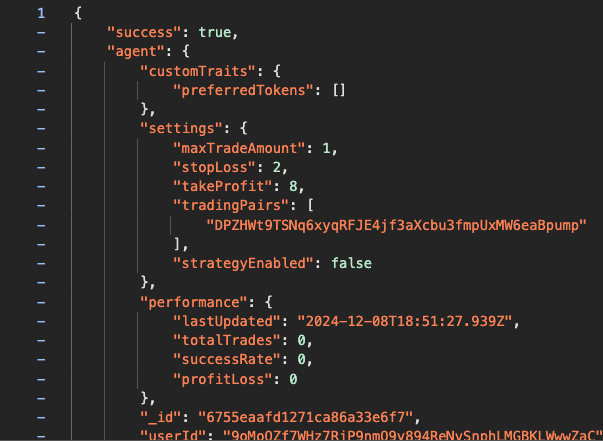 1 {
- "success": true,
- "agent": {
- "customTraits": {
- "preferredTokens": []
- },
- "settings": {
- "maxTradeAmount": 1,
- "stopLoss": 2,
- "takeProfit": 8,
- "tradingPairs": [
- "DPZHWt9TSNq6xyqRFJE4jf3aXcbu3fmpUxMW6eaBpump"
- ],
- "strategyEnabled": false
- },
- "performance": {
- "lastUpdated": "2024-12-08T18:51:27.939Z",
- "totalTrades": 0,
- "successRate": 0,
- "profitLoss": 0
- },
- "_id": "6755eaafd1271ca86a33e6f7",
- "userId":